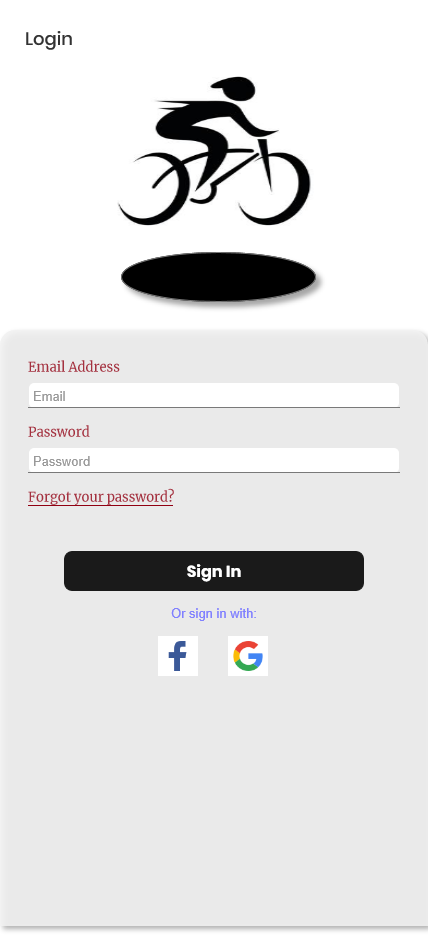 Login
Email Address
Email
Password
Password
Forgot your password?
Sign In
Or sign in with: